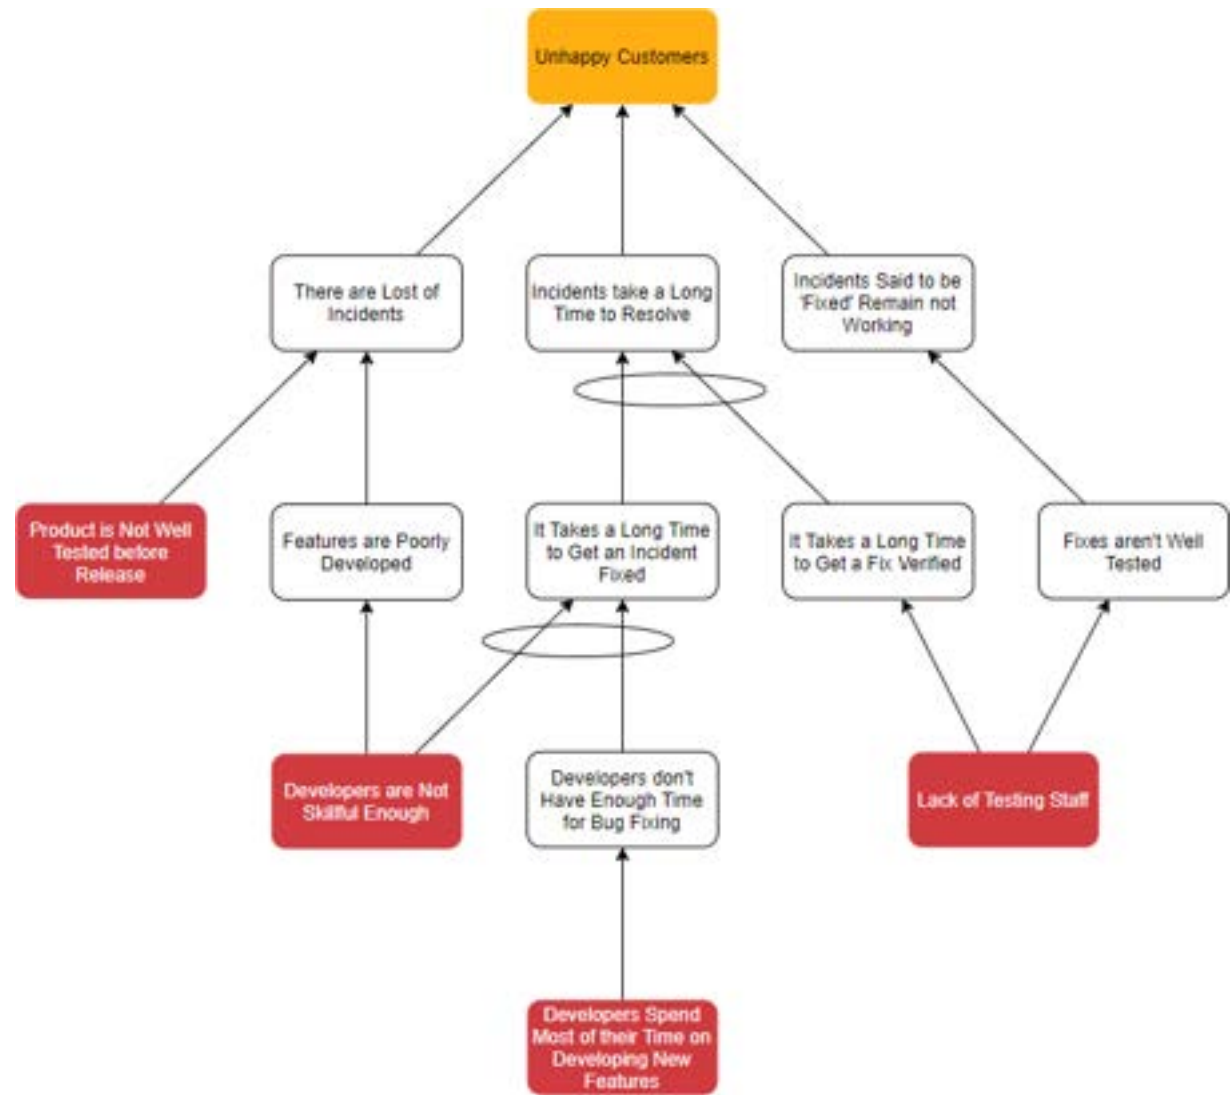 Unhappy Customers
There are Lost of
Incidents
Incidents take a Long
Time to Resolve
Incidents Said to be
'Fixed' Remain not
Working
Product is Not Well
Tested before
Release
Features are Poorly
Developed
It Takes a Long Time
to Get an Incident
Fixed
It Takes a Long Time
to Get a Fix Verified
Fixes aren't Well
Tested
Developers are Not
Skillful Enough
Developers don't
Have Enough Time
for Bug Fixing
Lack of Testing Staff
Developers Spend
Most of their Time on
Developing New
Features